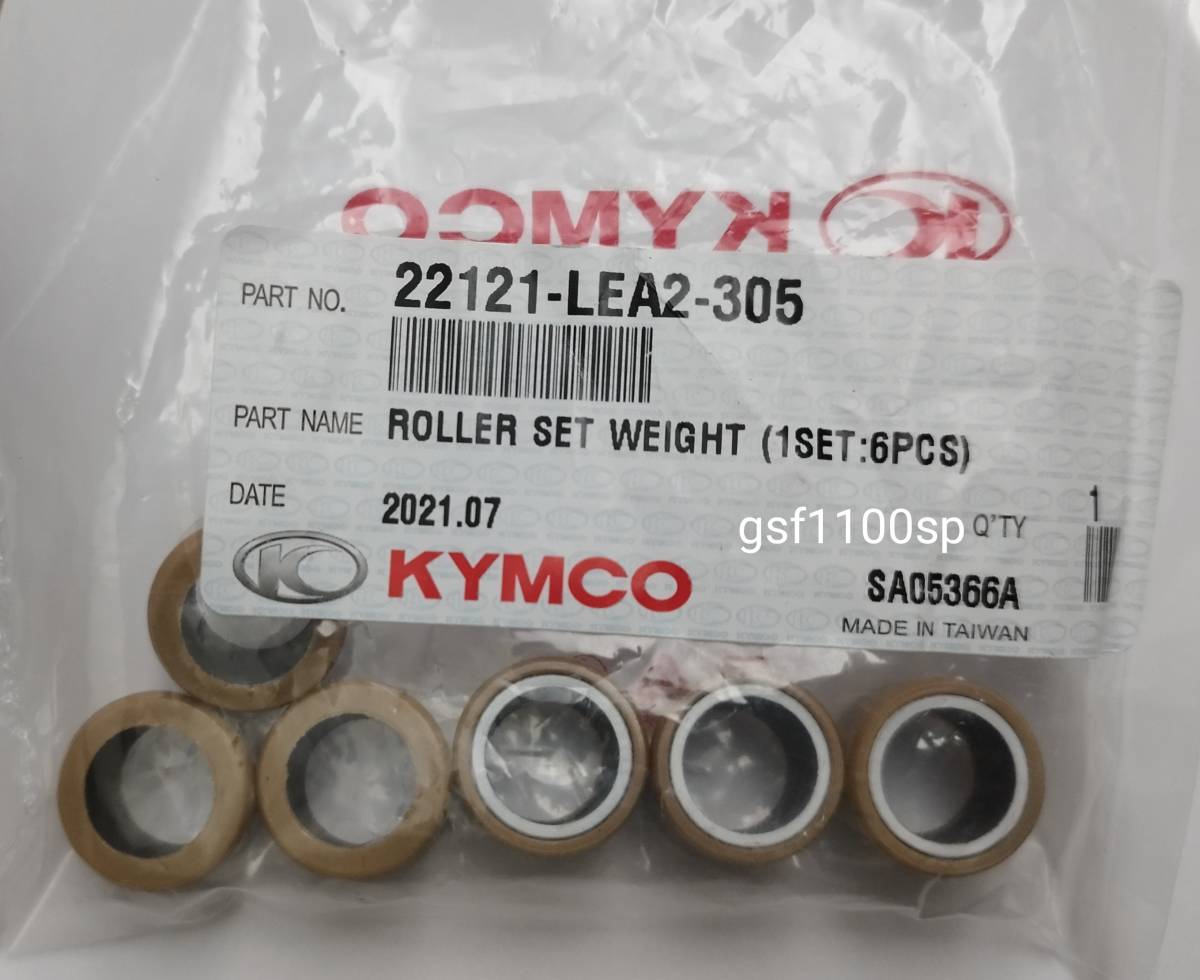 KYMCO
PART NO. 22121-LEA2-305
PART NAME ROLLER SET WEIGHT (1SET:6PCS)
DATE 2021.07
gsf1100sp
Q'TY 1
KYMCO
SA05366A
MADE IN TAIWAN